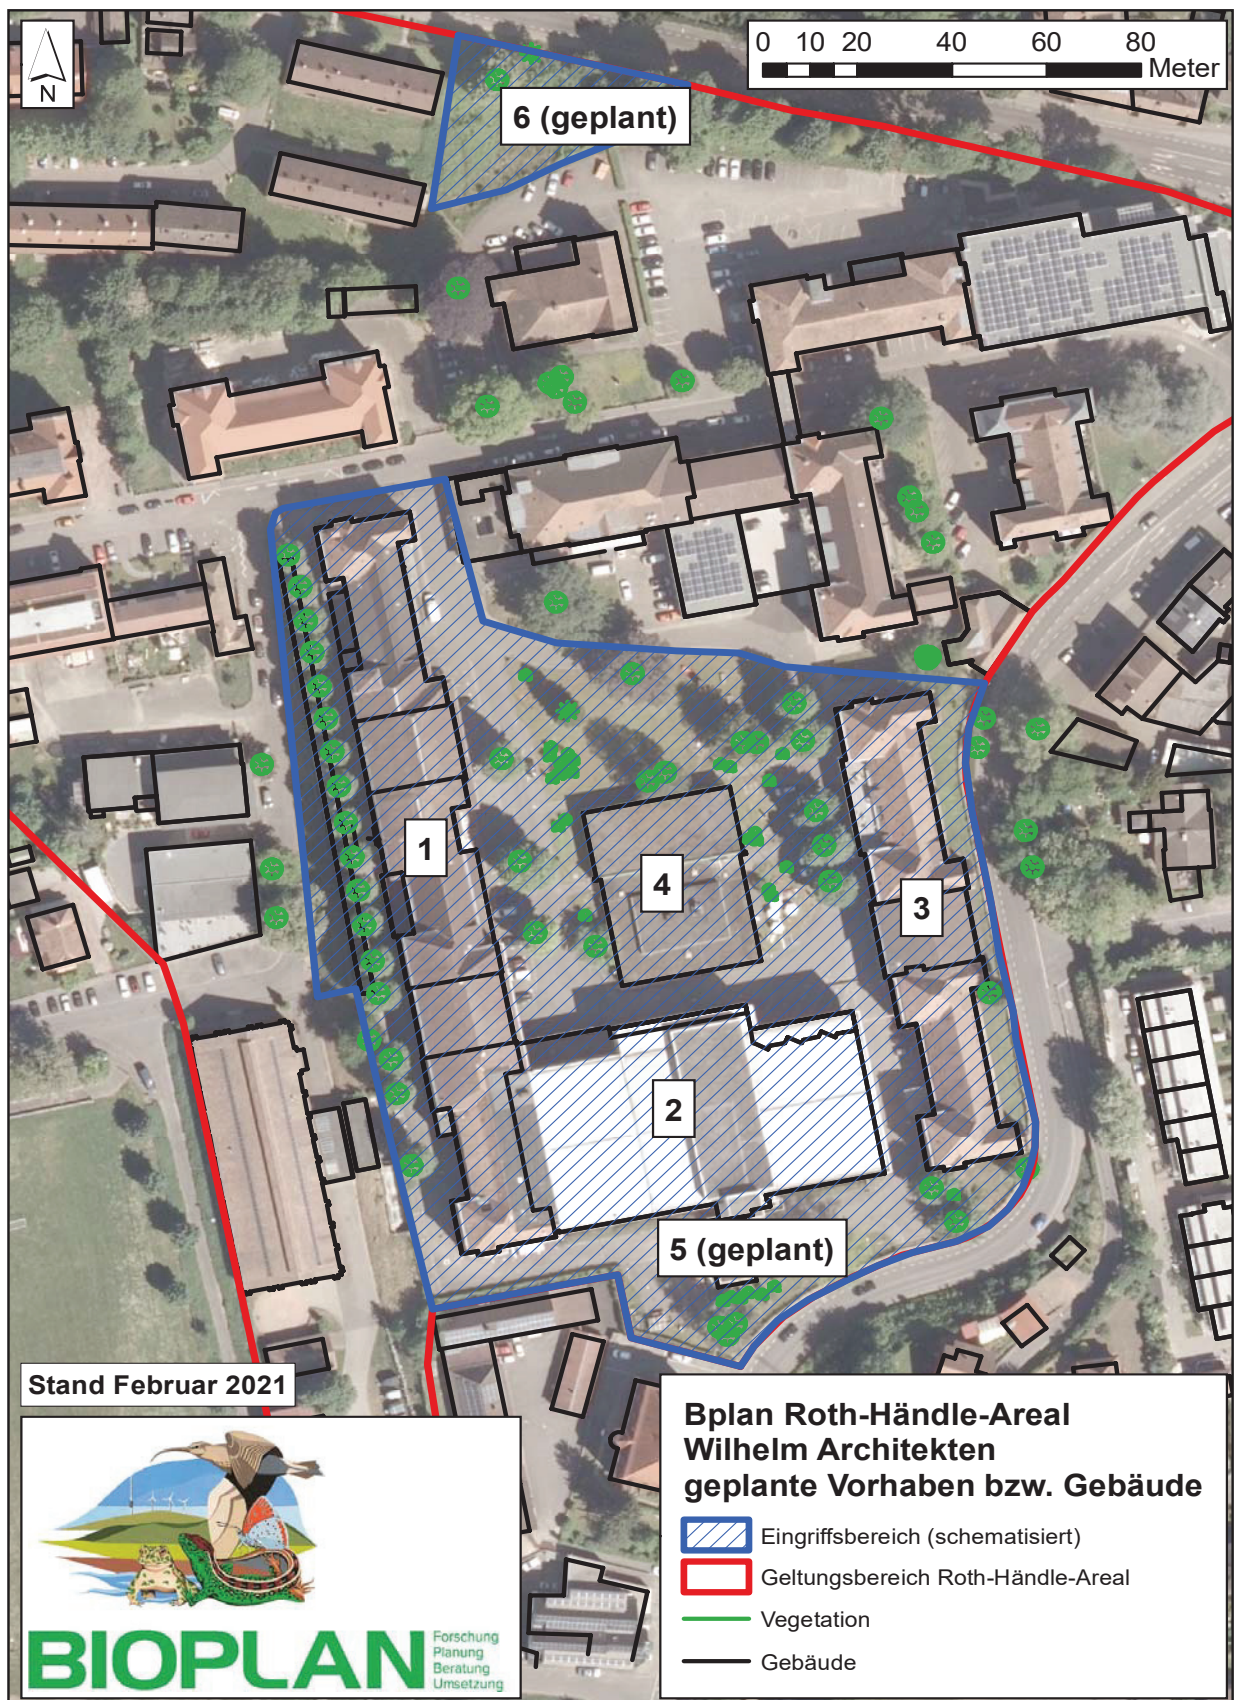 N
0 10 20 40 60 80
Meter
6 (geplant)
1
4
3
2
5 (geplant)
Stand Februar 2021
Bplan Roth-Händle-Areal
Wilhelm Architekten
geplante Vorhaben bzw. Gebäude
Eingriffsbereich (schematisiert)
Geltungsbereich Roth-Händle-Areal
Vegetation
Gebäude
BIOPLAN
Forschung
Planung
Beratung
Umsetzung